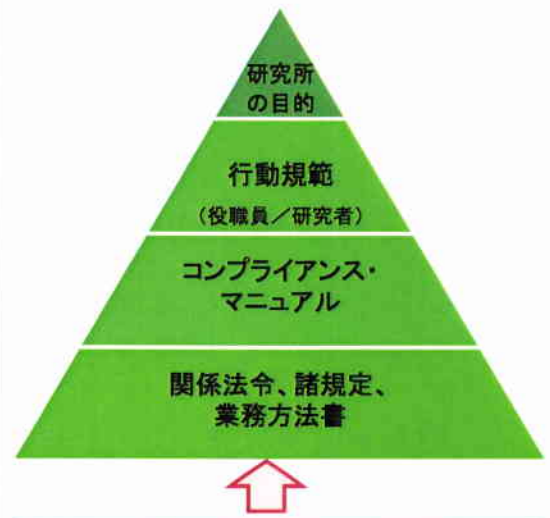 研究所
の目的
行動規範
(役職員／研究者)
コンプライアンス・
マニュアル
関係法令、諸規定、
業務方法書